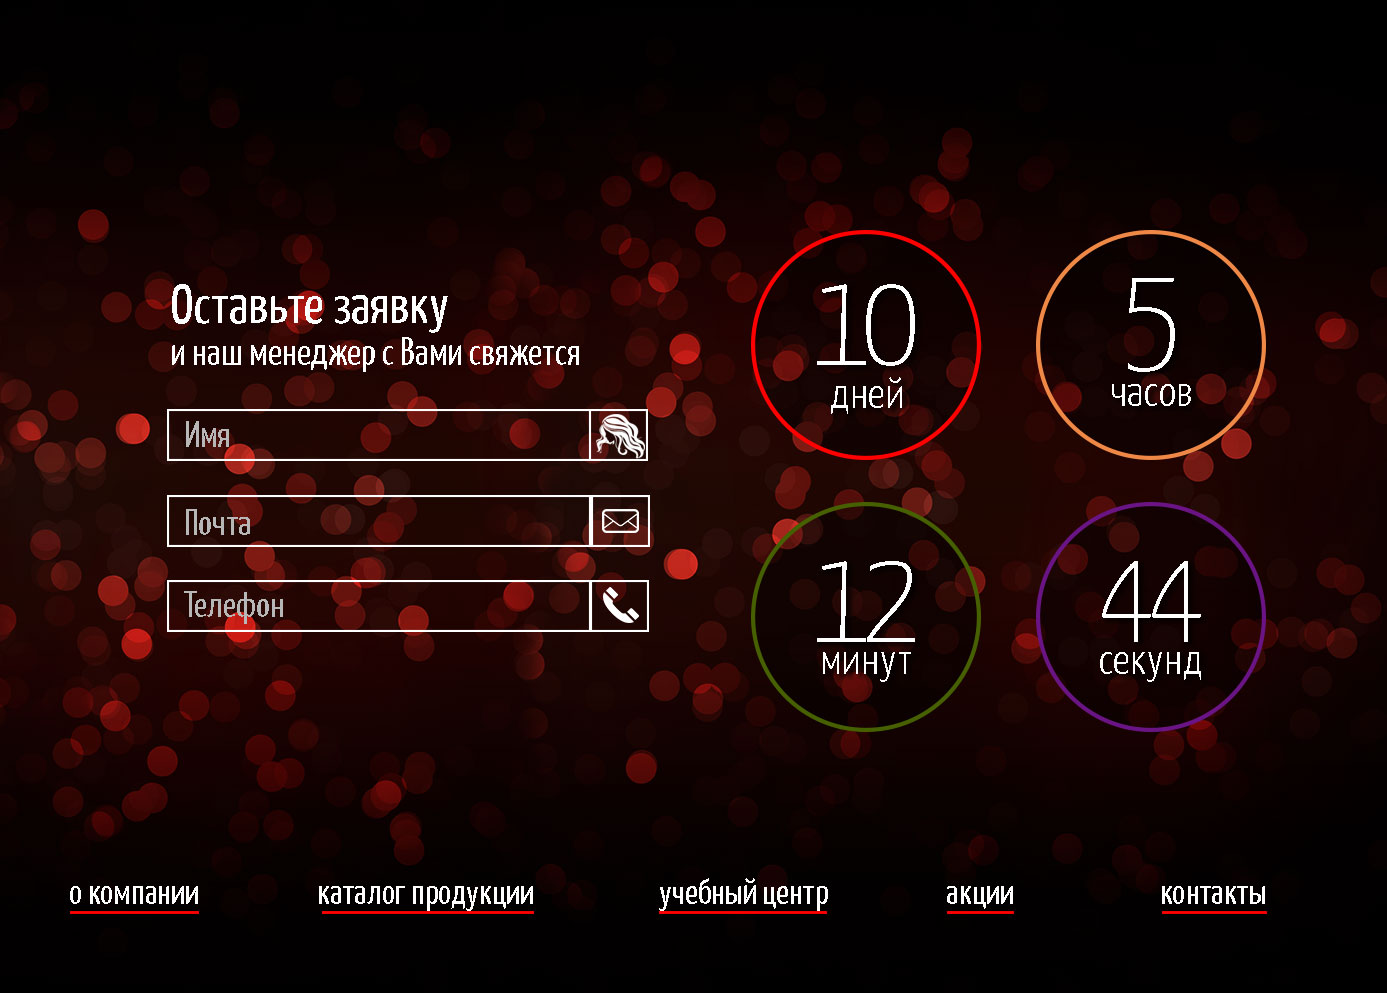 Оставьте заявку
и наш менеджер с Вами свяжется
Имя
Почта
Телефон
10
дней
5
часов
12
минут
44
секунд
о компании
каталог продукции
учебный центр
акции
контакты